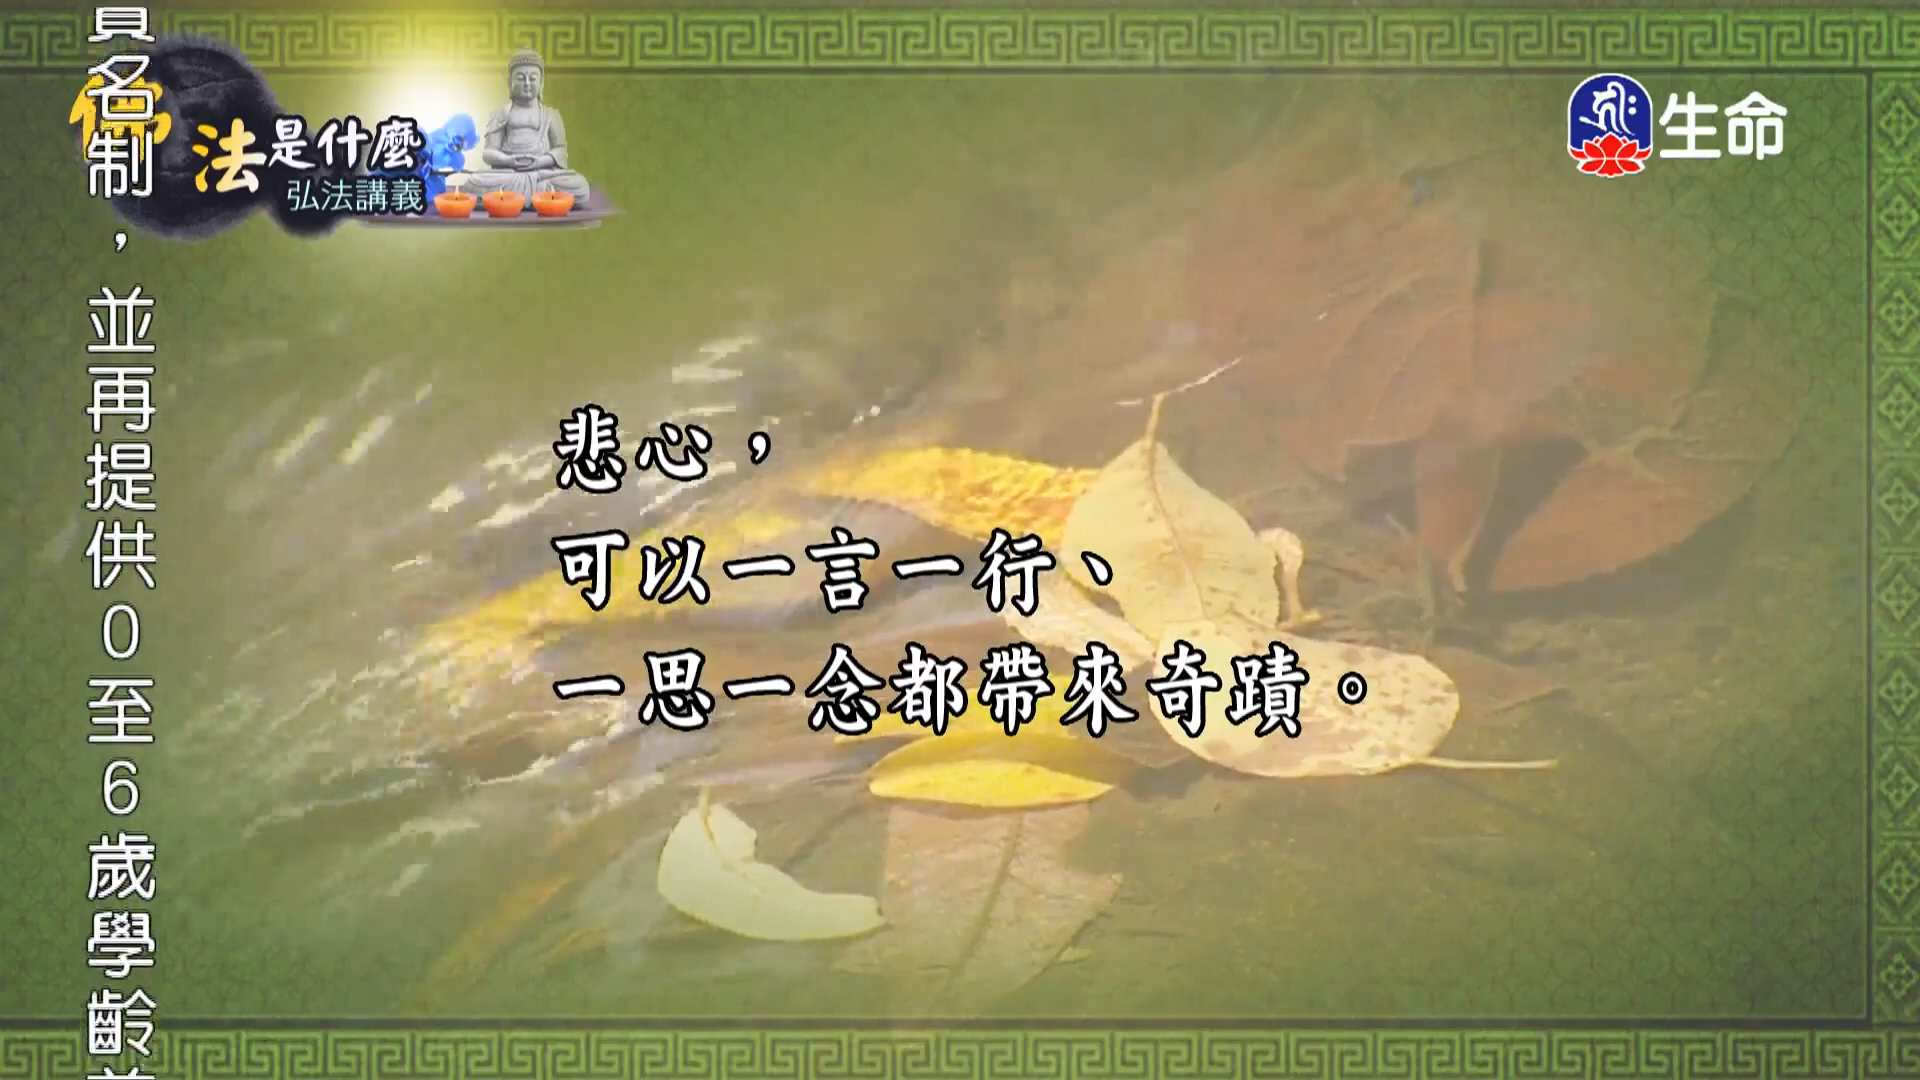 佛法是什麼
弘法講義
生命
名制，並再提供0至6歲學齡
悲心，
可以一言一行、
一思一念都帶來奇蹟。